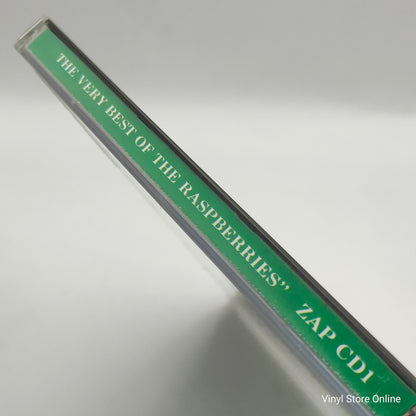 THE VERY BEST OF THE RASPBERRIES” ZAP CD1
Vinyl Store Online